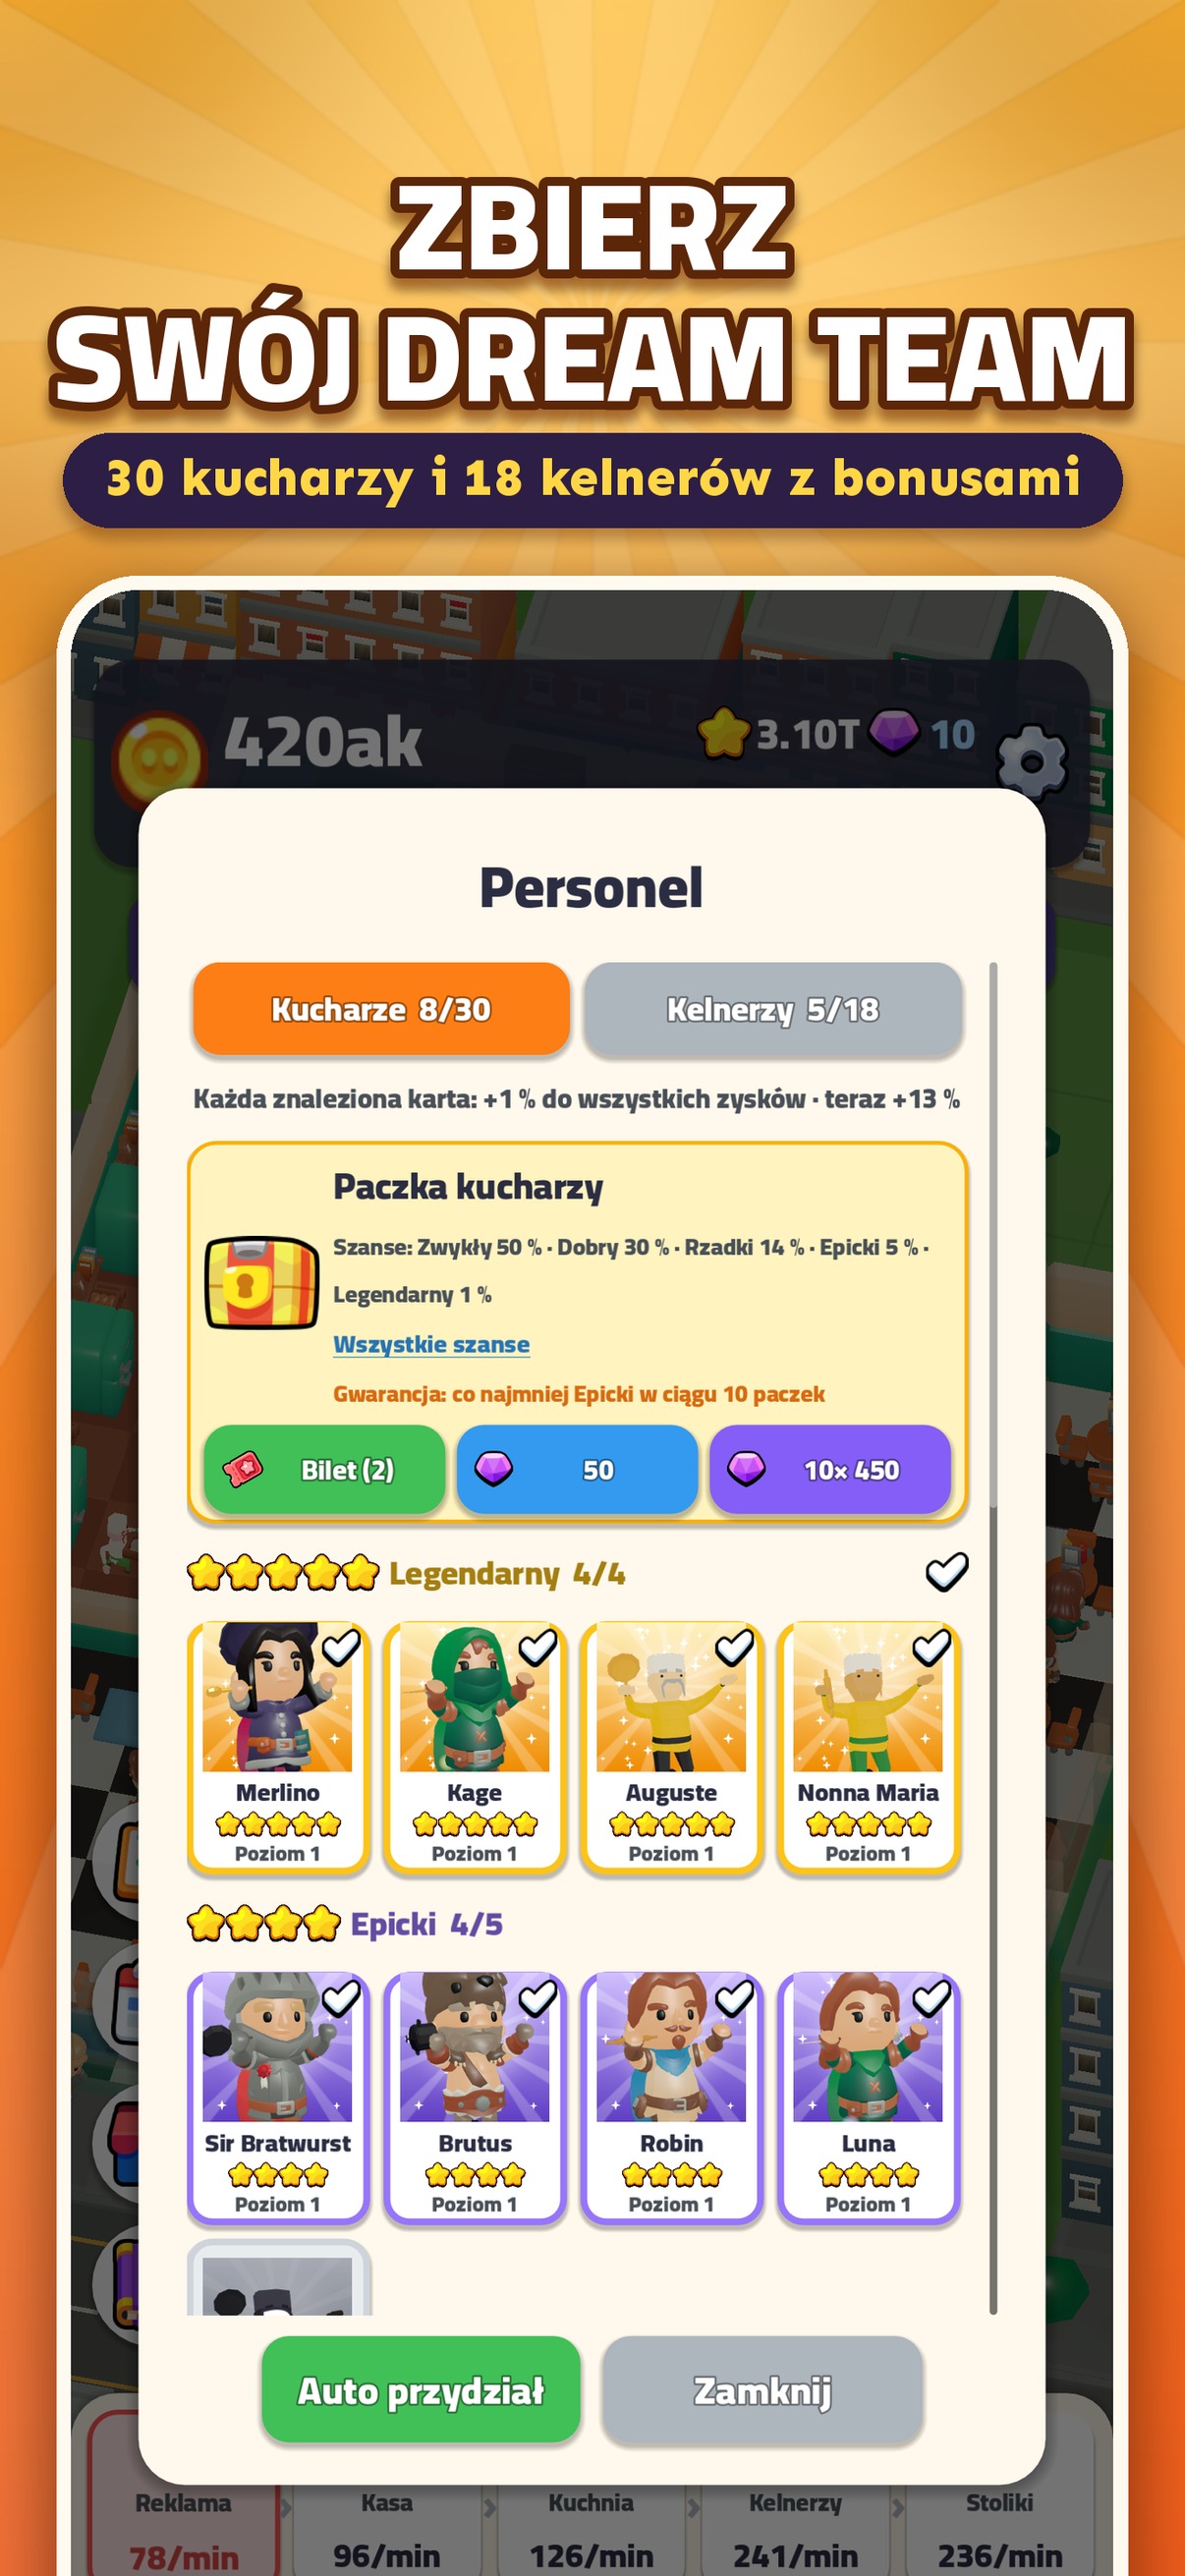 ZBIERZ
SWÓJ DREAM TEAM
30 kucharzy i 18 kelnerów z bonusami
420ak
3.10T
10
Personel
Kucharze 8/30
Kelnerzy 5/18
Każda znaleziona karta: +1 % do wszystkich zysków · teraz +13 %
Paczka kucharzy
Szanse: Zwykły 50 % · Dobry 30 % · Rzadki 14 % · Epicki 5 % ·
Legendarny 1 %
Wszystkie szanse
Gwarancja: co najmniej Epicki w ciągu 10 paczek
Bilet (2)
50
10× 450
Legendarny 4/4
Merlino
Poziom 1
Kage
Poziom 1
Auguste
Poziom 1
Nonna Maria
Poziom 1
Epicki 4/5
Sir Bratwurst
Poziom 1
Brutus
Poziom 1
Robin
Poziom 1
Luna
Poziom 1
Auto przydział
Zamknij
Reklama
78/min
Kasa
96/min
Kuchnia
126/min
Kelnerzy
241/min
Stoliki
236/min